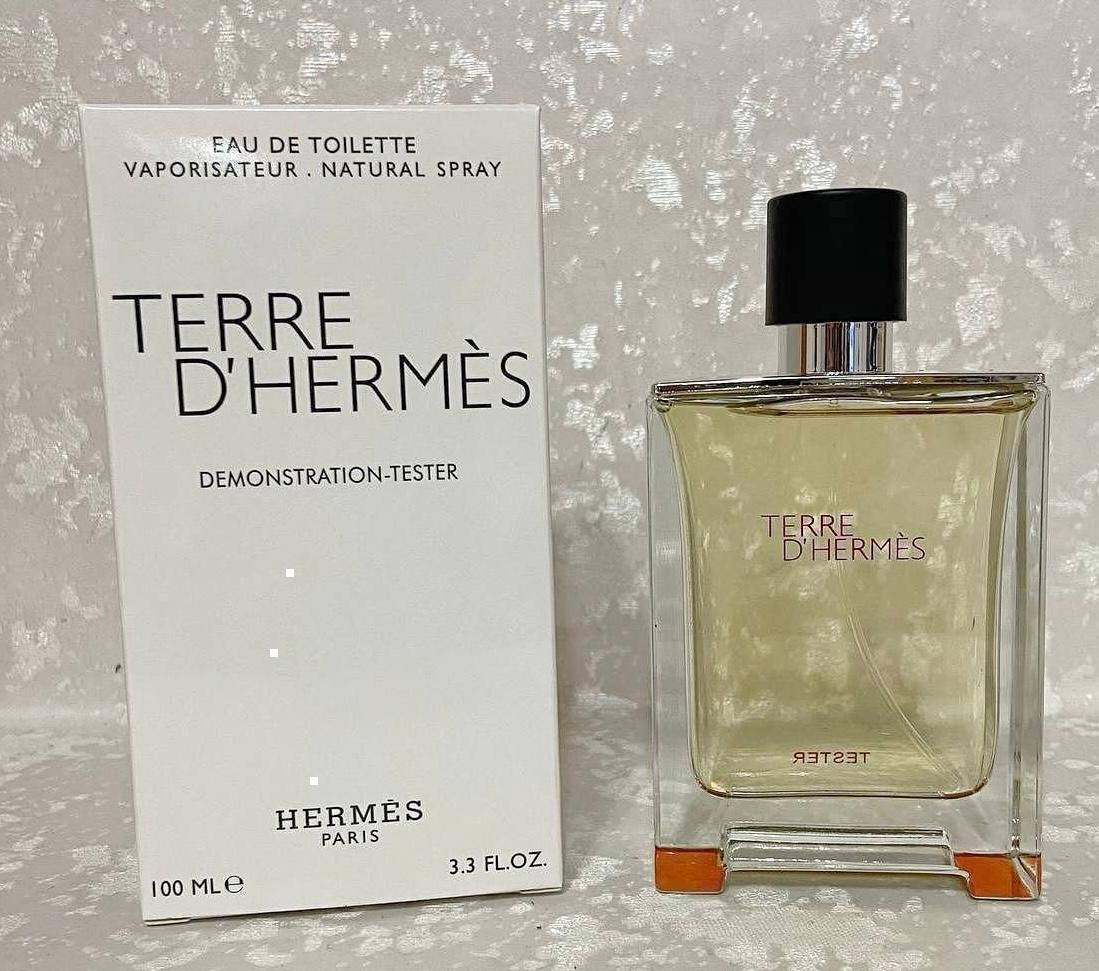 EAU DE TOILETTE
VAPORISATEUR . NATURAL SPRAY
TERRE
D'HERMÈS
DEMONSTRATION-TESTER
HERMÈS
PARIS
100 ML ℮
3.3 FL.OZ.
TERRE
D'HERMÈS
TESTER